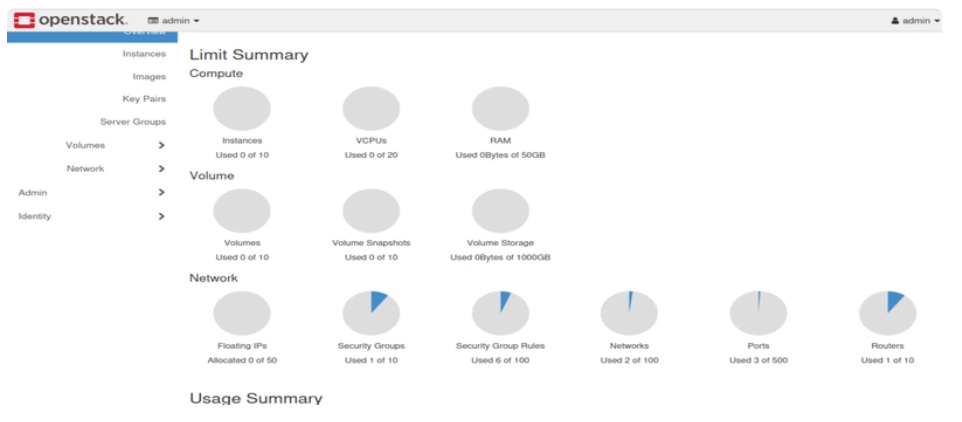 openstack. admin admin
Overview
Instances
Images
Key Pairs
Server Groups
Volumes
Network
Admin
Identity
Limit Summary
Compute
Instances VCPUs RAM
Used 0 of 10 Used 0 of 20 Used 0Bytes of 50GB
Volume
Volumes Volume Snapshots Volume Storage
Used 0 of 10 Used 0 of 10 Used 0Bytes of 1000GB
Network
Floating IPs Security Groups Security Group Rules Networks Ports Routers
Allocated 0 of 50 Used 1 of 10 Used 6 of 100 Used 2 of 100 Used 3 of 500 Used 1 of 10
Usage Summary